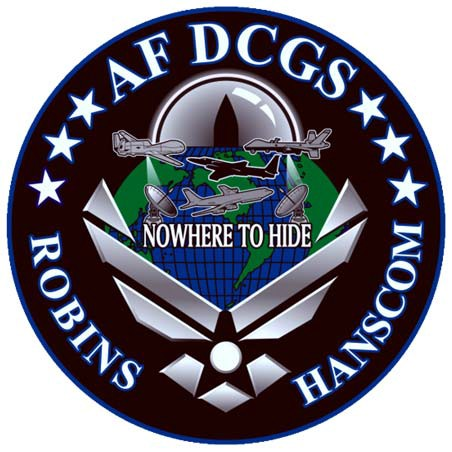 AF DCGS
NOWHERE TO HIDE
ROBINS
HANSCOM